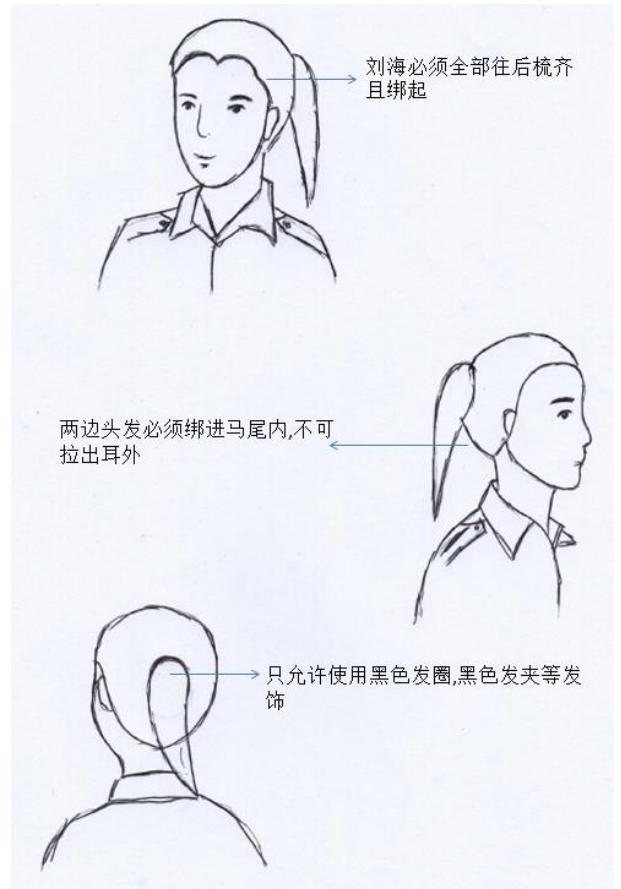 刘海必须全部往后梳齐
且绑起
两边头发必须绑进马尾内,不可
拉出耳外
只允许使用黑色发圈,黑色发夹等发
饰